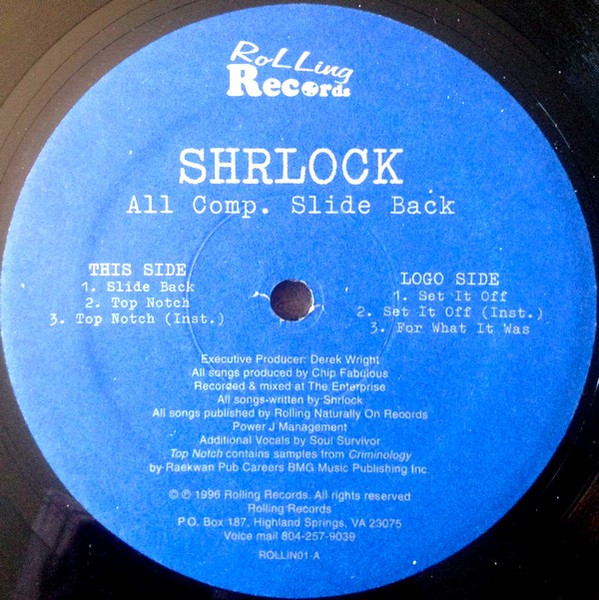 RoLLing
Records
SHRLOCK
All Comp. Slide Back
THIS SIDE
1. Slide Back
2. Top Notch
3. Top Notch (Inst.)
LOGO SIDE
1. Set It Off
2. Set It Off (Inst.)
3. For What It Was
Executive Producer: Derek Wright
All songs produced by Chip Fabulous
Recorded & mixed at The Enterprise
All songs written by Shrlock
All songs published by Rolling Naturally On Records
Power J Management
Additional Vocals by Soul Survivor
Top Notch contains samples from Criminology
by Raekwan Pub Careers BMG Music Publishing Inc.
© ℗ 1996 Rolling Records. All rights reserved
Rolling Records
P.O. Box 187, Highland Springs, VA 23075
Voice mail 804-257-9039
ROLLIN01-A